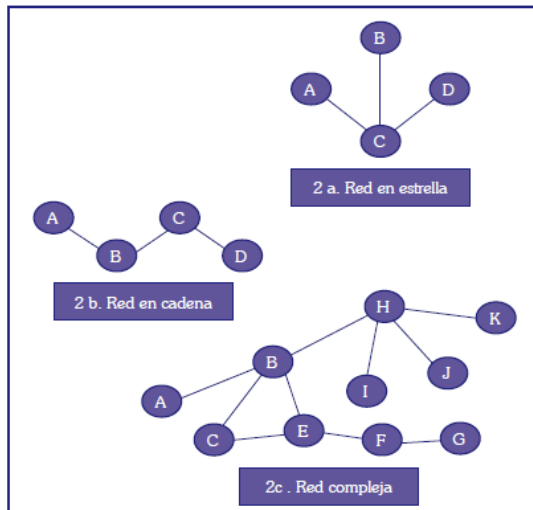 B
A
D
C
2 a. Red en estrella
A
C
B
D
2 b. Red en cadena
H
K
B
J
I
A
E
C
F
G
2c . Red compleja